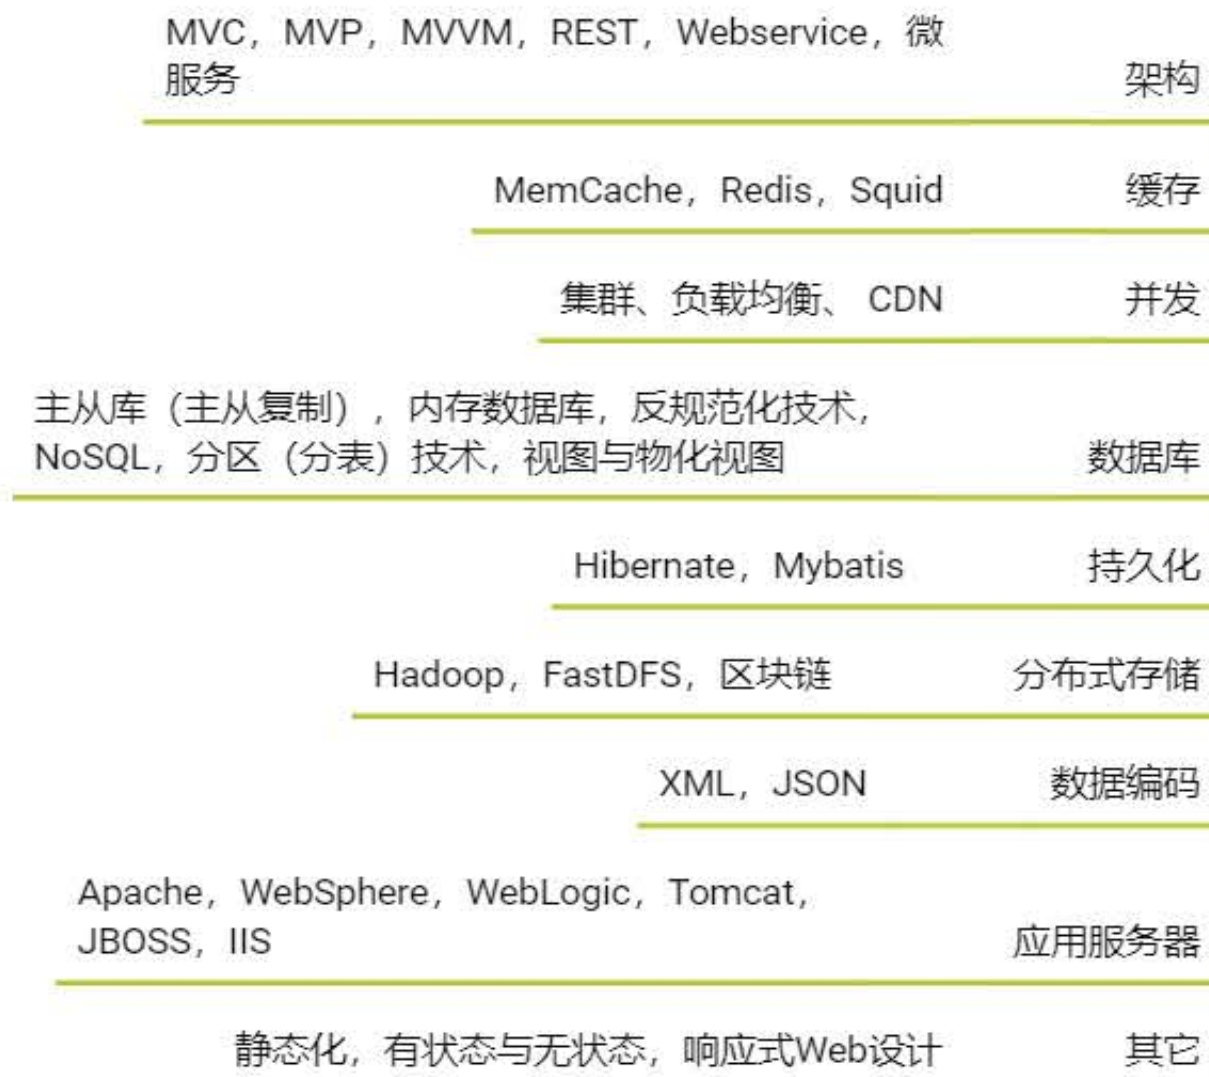 MVC，MVP，MVVM，REST，Webservice，微
服务
架构
MemCache，Redis，Squid
缓存
集群、负载均衡、 CDN
并发
主从库（主从复制），内存数据库，反规范化技术，
NoSQL，分区（分表）技术，视图与物化视图
数据库
Hibernate，Mybatis
持久化
Hadoop，FastDFS，区块链
分布式存储
XML，JSON
数据编码
Apache，WebSphere，WebLogic，Tomcat，
JBOSS，IIS
应用服务器
静态化，有状态与无状态，响应式Web设计
其它